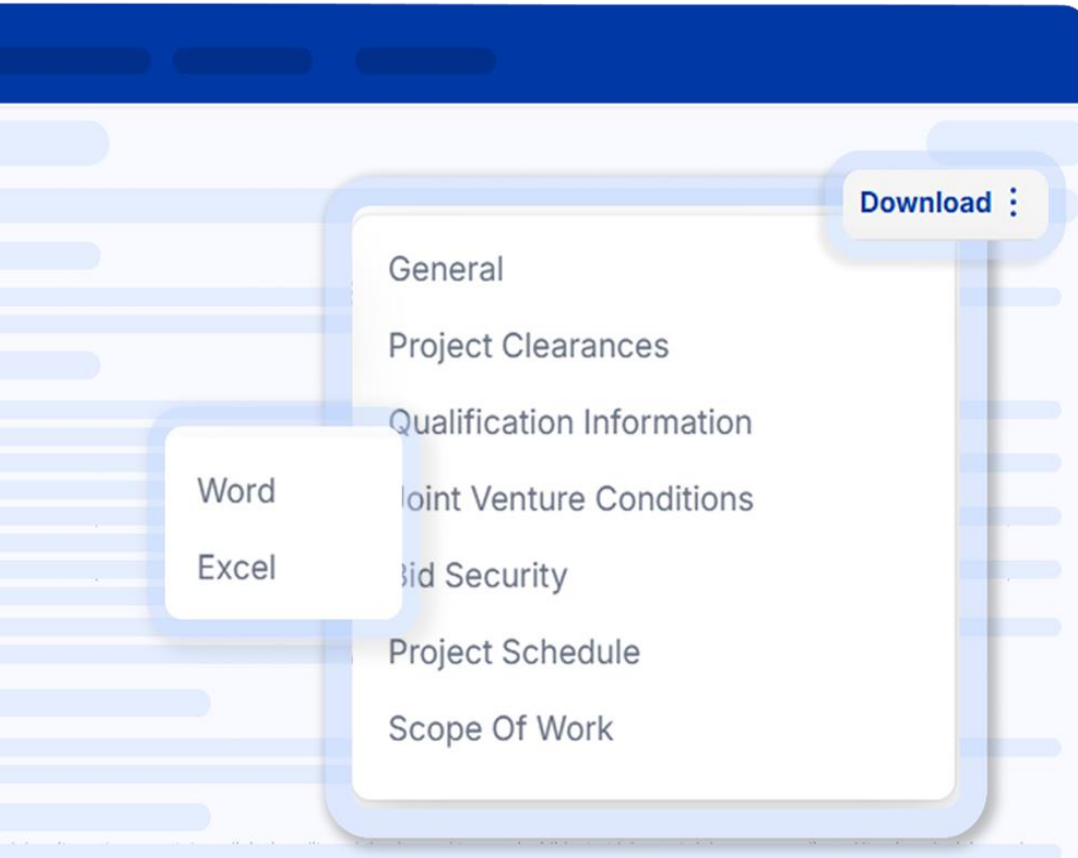 Download
General
Project Clearances
Qualification Information
Joint Venture Conditions
Bid Security
Project Schedule
Scope Of Work
Word
Excel